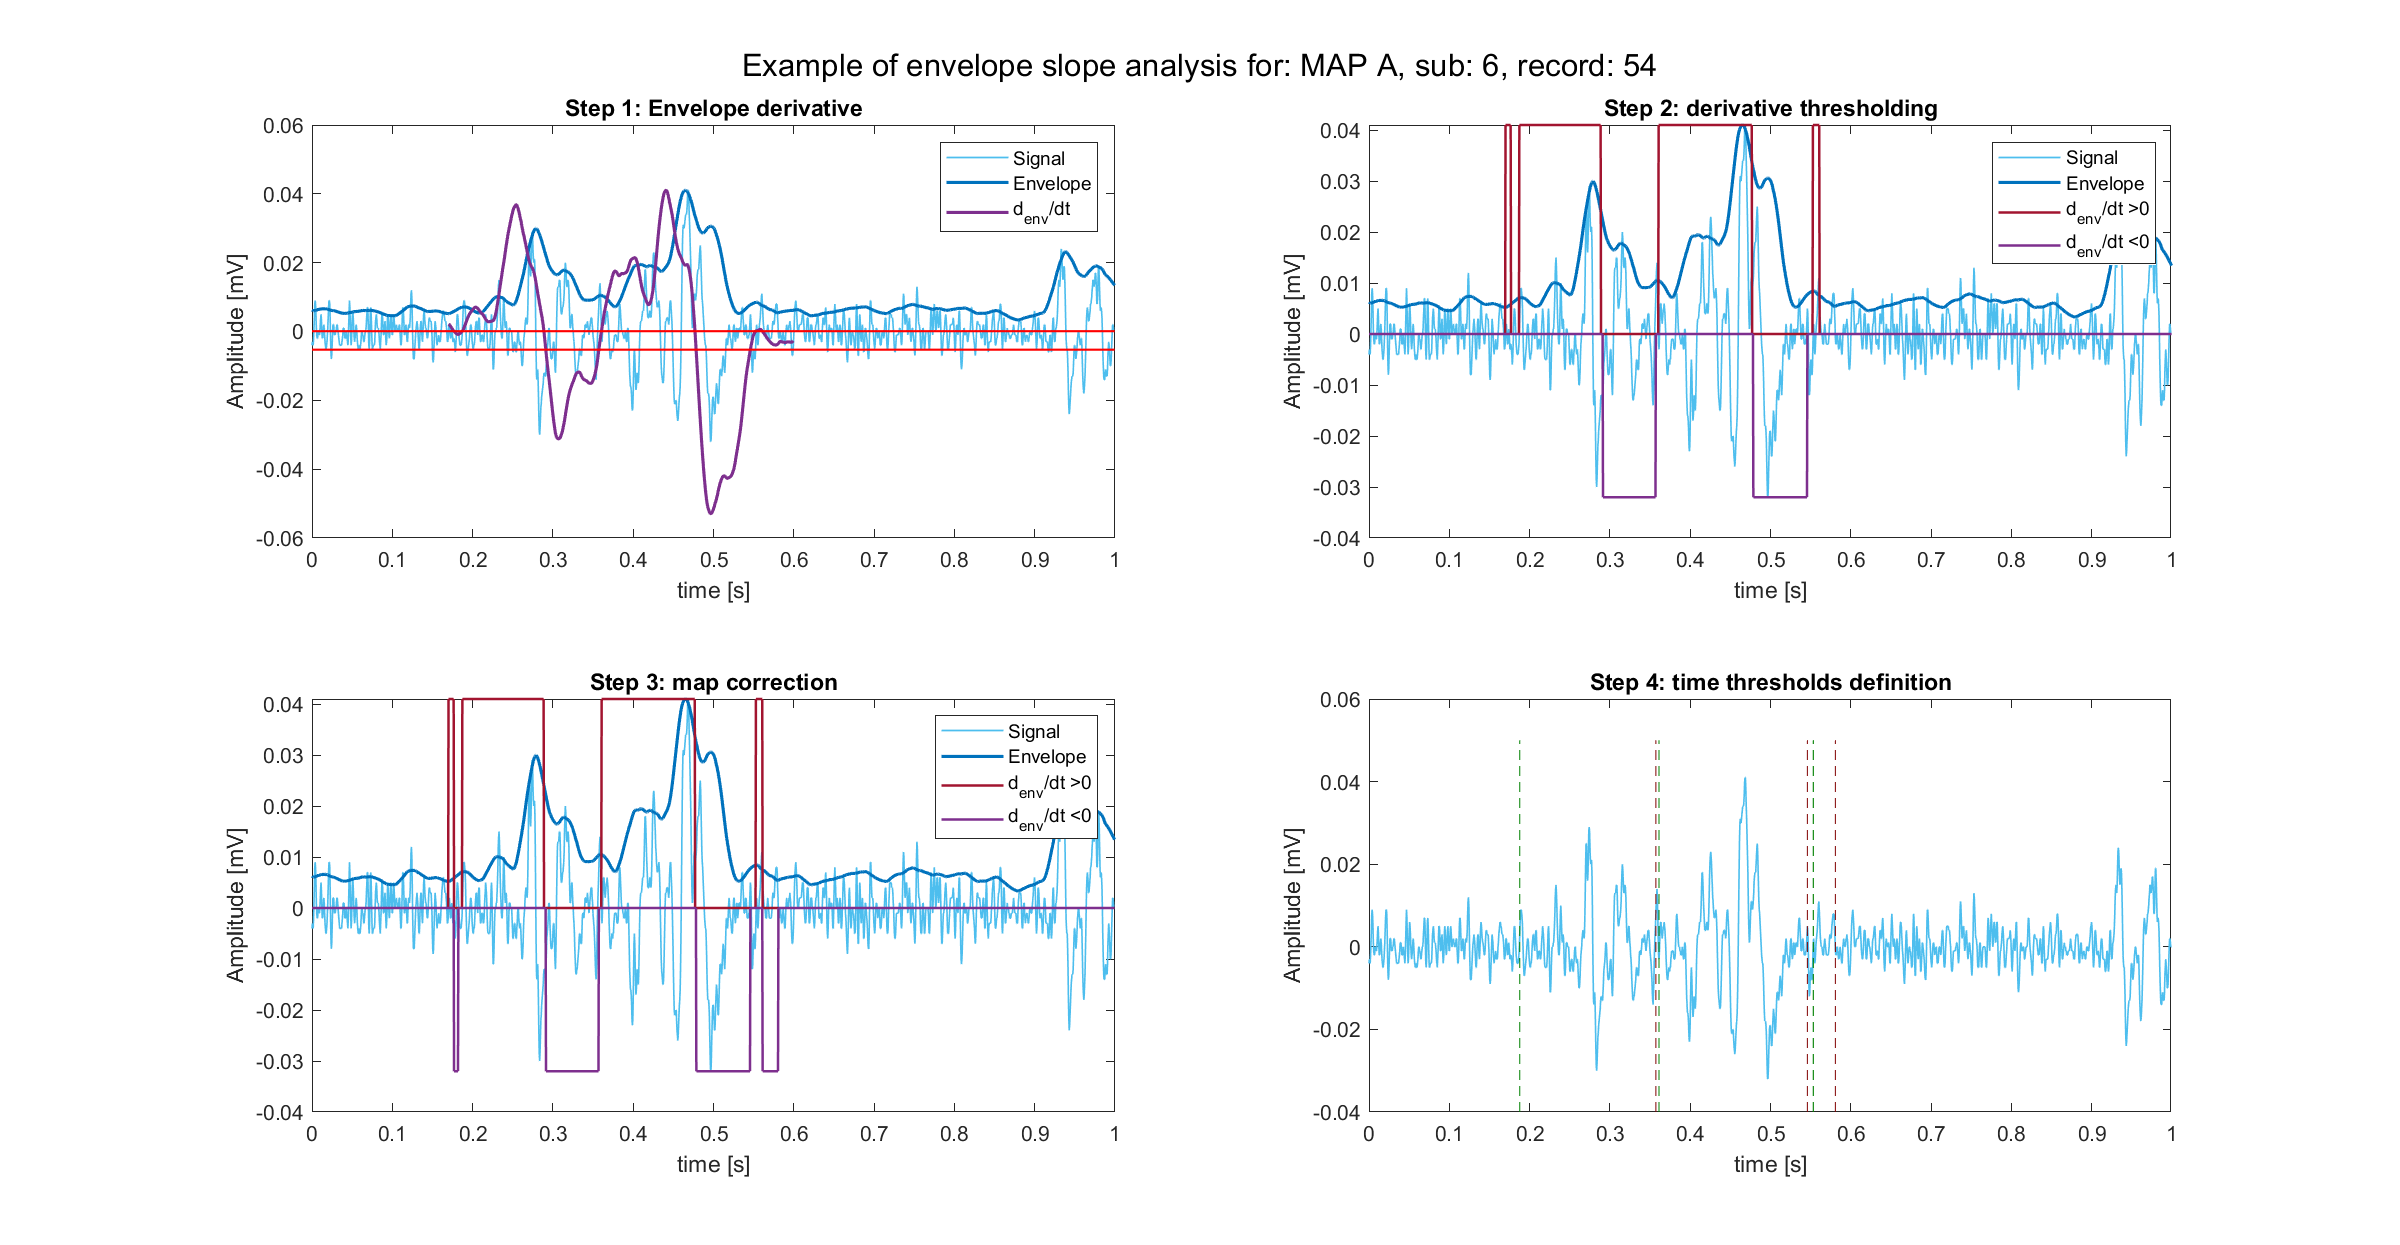 Example of envelope slope analysis for: MAP A, sub: 6, record: 54
Step 1: Envelope derivative
0.06
0.04
0.02
0
-0.02
-0.04
-0.06
Amplitude [mV]
0 0.1 0.2 0.3 0.4 0.5 0.6 0.7 0.8 0.9 1
time [s]
Signal
Envelope
denv/dt
Step 2: derivative thresholding
0.04
0.03
0.02
0.01
0
-0.01
-0.02
-0.03
-0.04
Amplitude [mV]
0 0.1 0.2 0.3 0.4 0.5 0.6 0.7 0.8 0.9 1
time [s]
Signal
Envelope
denv/dt >0
denv/dt <0
Step 3: map correction
0.04
0.03
0.02
0.01
0
-0.01
-0.02
-0.03
-0.04
Amplitude [mV]
0 0.1 0.2 0.3 0.4 0.5 0.6 0.7 0.8 0.9 1
time [s]
Signal
Envelope
denv/dt >0
denv/dt <0
Step 4: time thresholds definition
0.06
0.04
0.02
0
-0.02
-0.04
Amplitude [mV]
0 0.1 0.2 0.3 0.4 0.5 0.6 0.7 0.8 0.9 1
time [s]